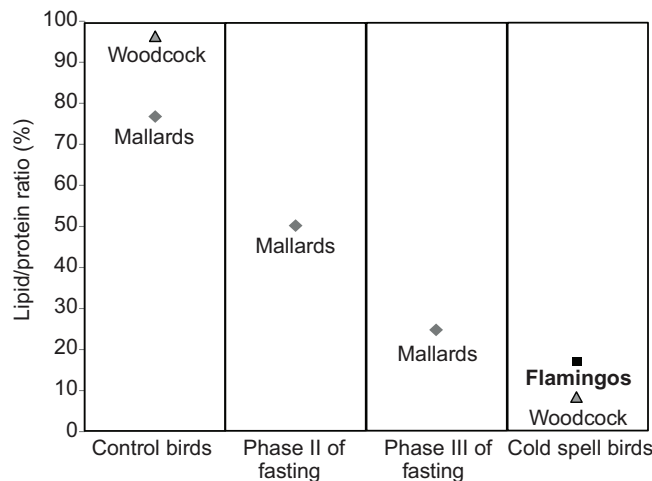 Lipid/protein ratio (%)
100
90
80
70
60
50
40
30
20
10
0
Woodcock
Mallards
Mallards
Mallards
Flamingos
Woodcock
Control birds
Phase II of
fasting
Phase III of
fasting
Cold spell birds